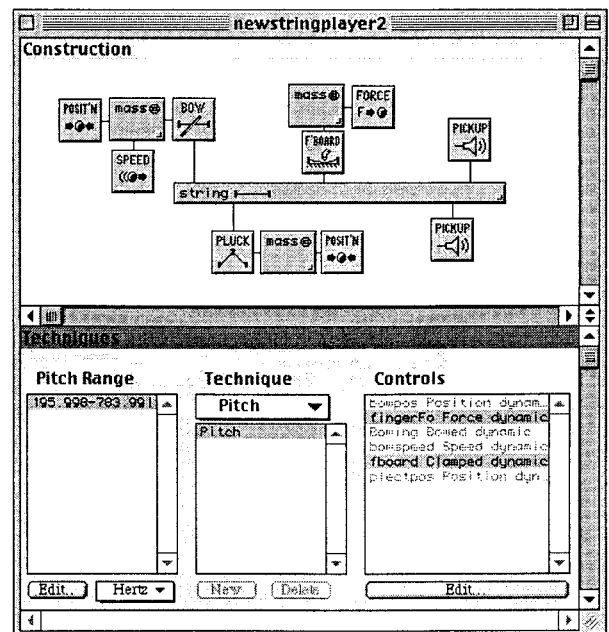 newstringplayer2
Construction
POSIT'N
mass
BOW
SPEED
mass
FORCE
F
F'BOARD
PICKUP
string
PLUCK
mass
POSIT'N
PICKUP
Techniques
Pitch Range
195.998-783.991
Edit..
Hertz
Technique
Pitch
Pitch
New
Delete
Controls
bowpos Position dynam..
fingerFo Force dynamic
Bowing Bowed dynamic
bowspeed Speed dynamic
fboard Clamped dynamic
plectpos Position dyn..
Edit...